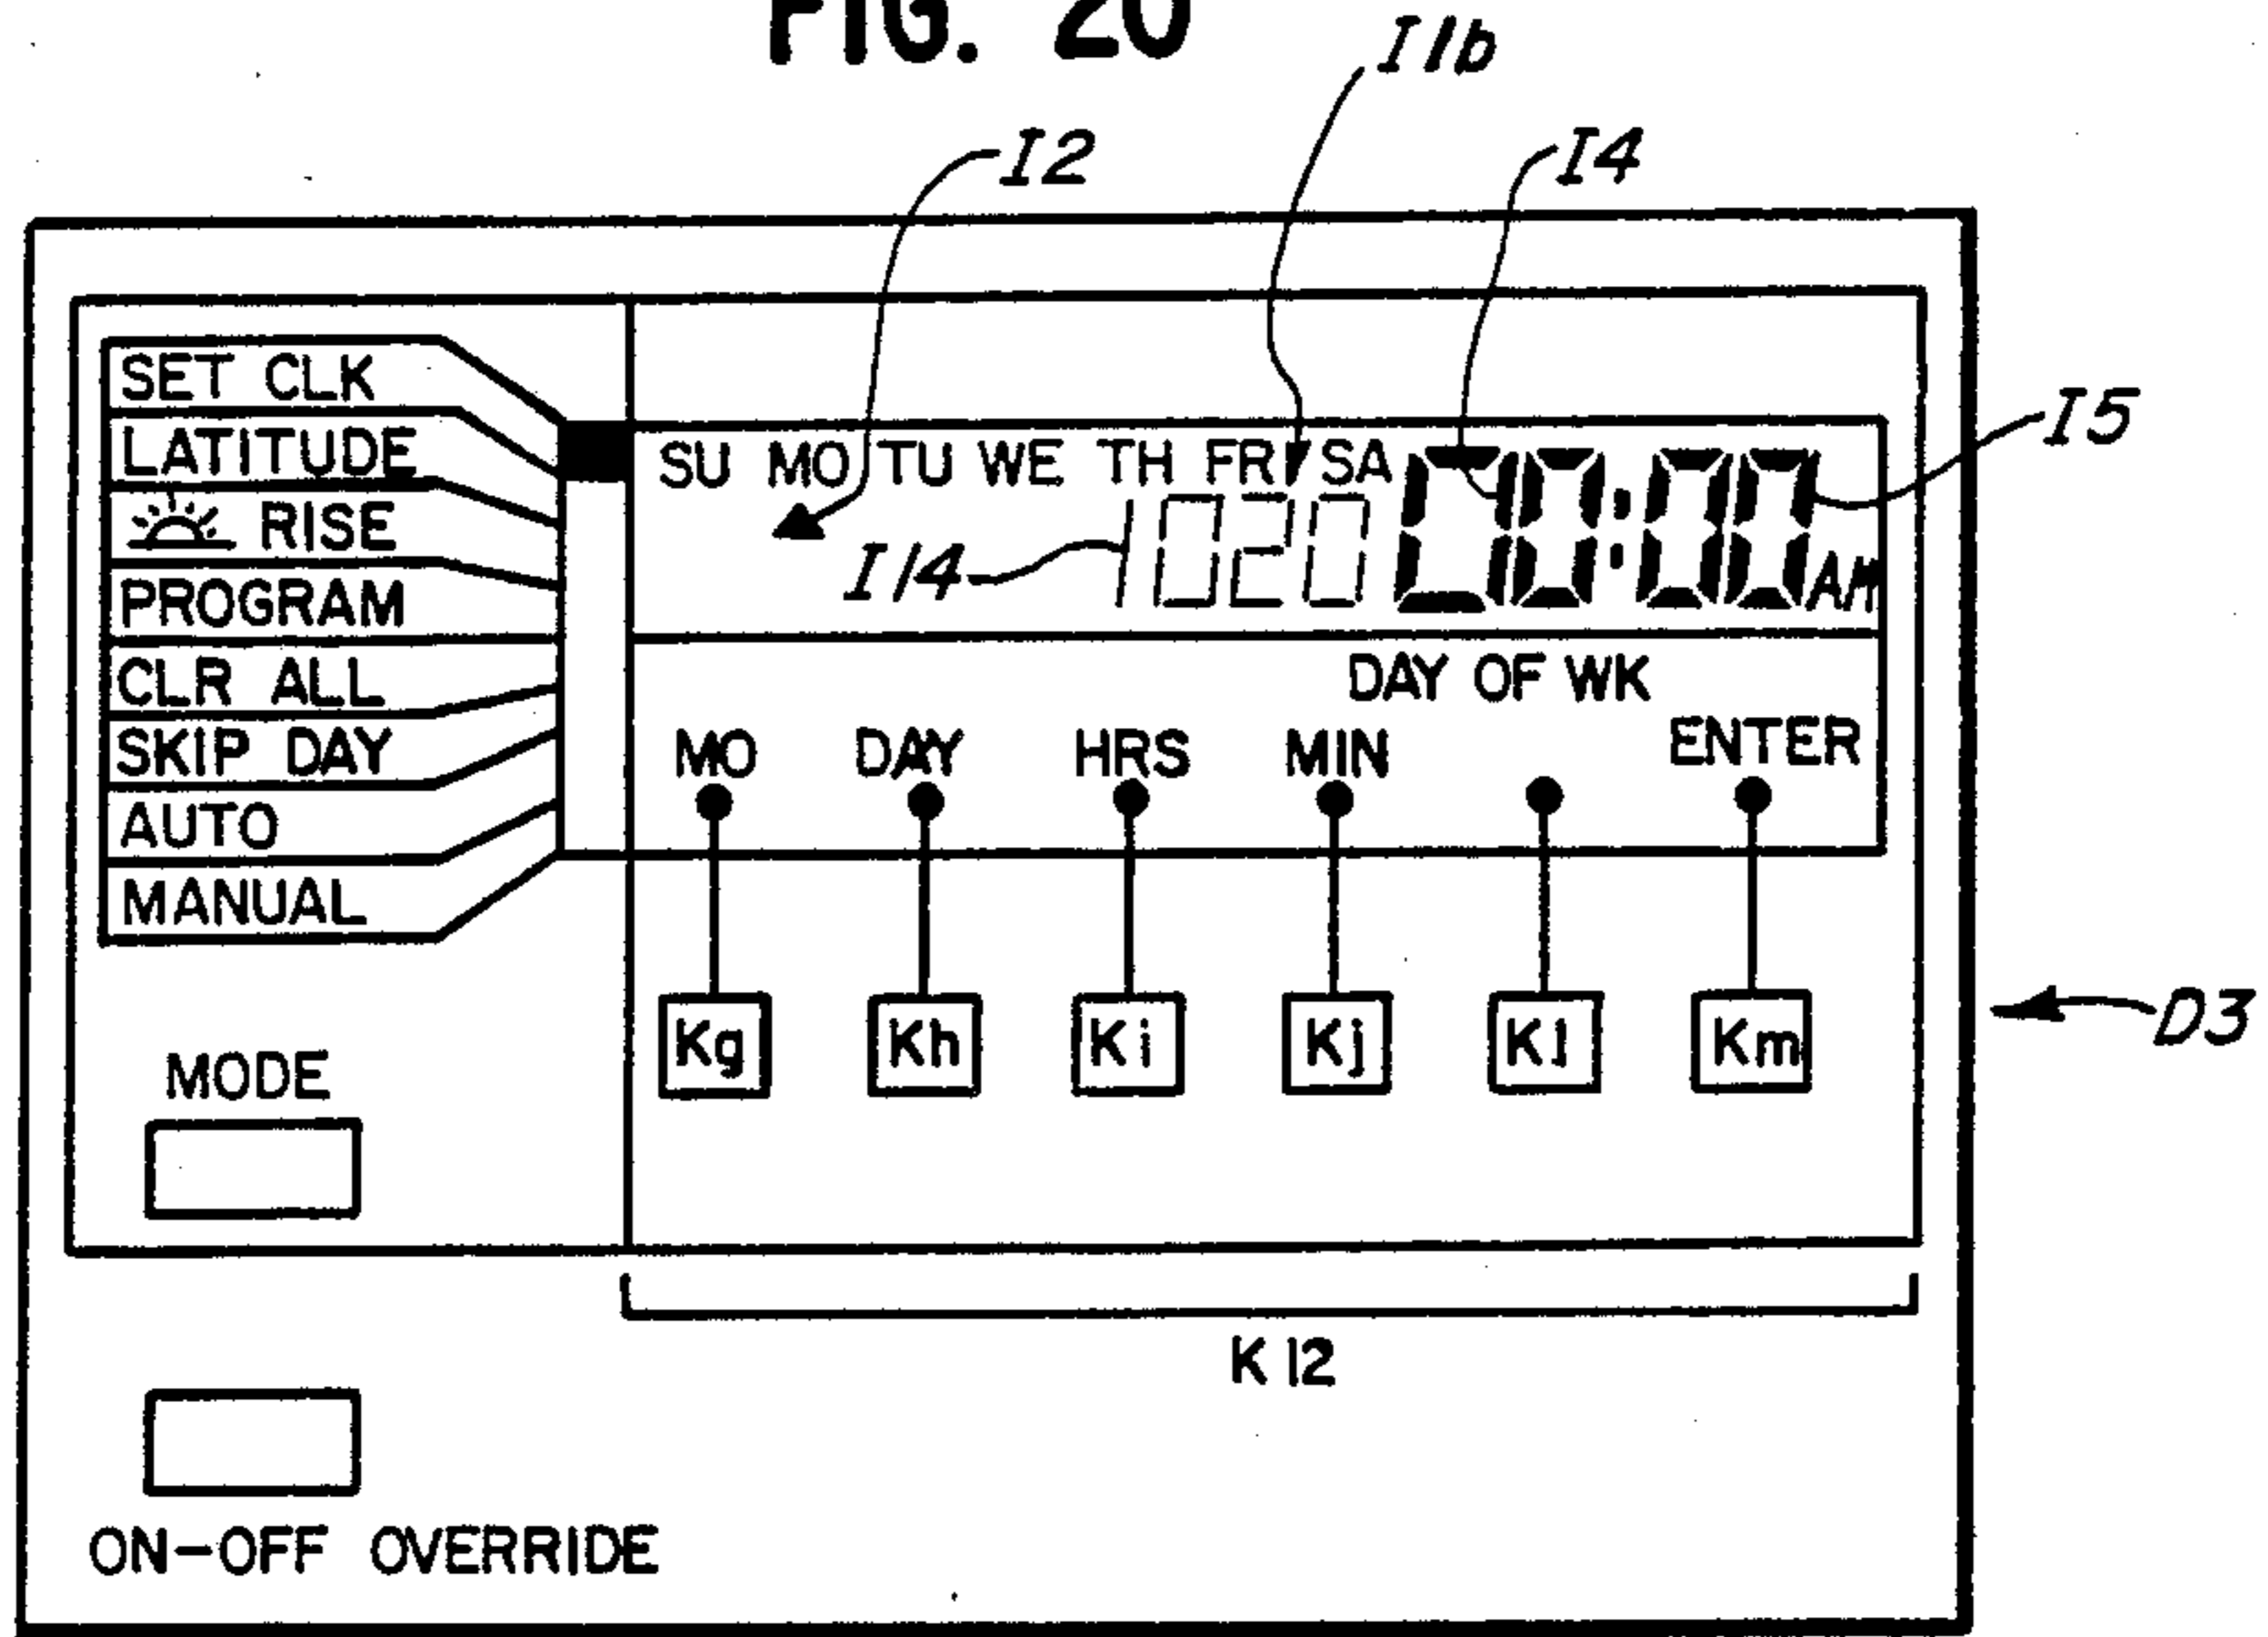 FIG. 20
I1b
I2
I4
I5
SET CLK
LATITUDE
RISE
PROGRAM
CLR ALL
SKIP DAY
AUTO
MANUAL
SU MO TU WE TH FR SA
I14
1020 00:00 AM
DAY OF WK
MO DAY HRS MIN ENTER
Kg Kh Ki Kj Kl Km
D3
MODE
K12
ON-OFF OVERRIDE